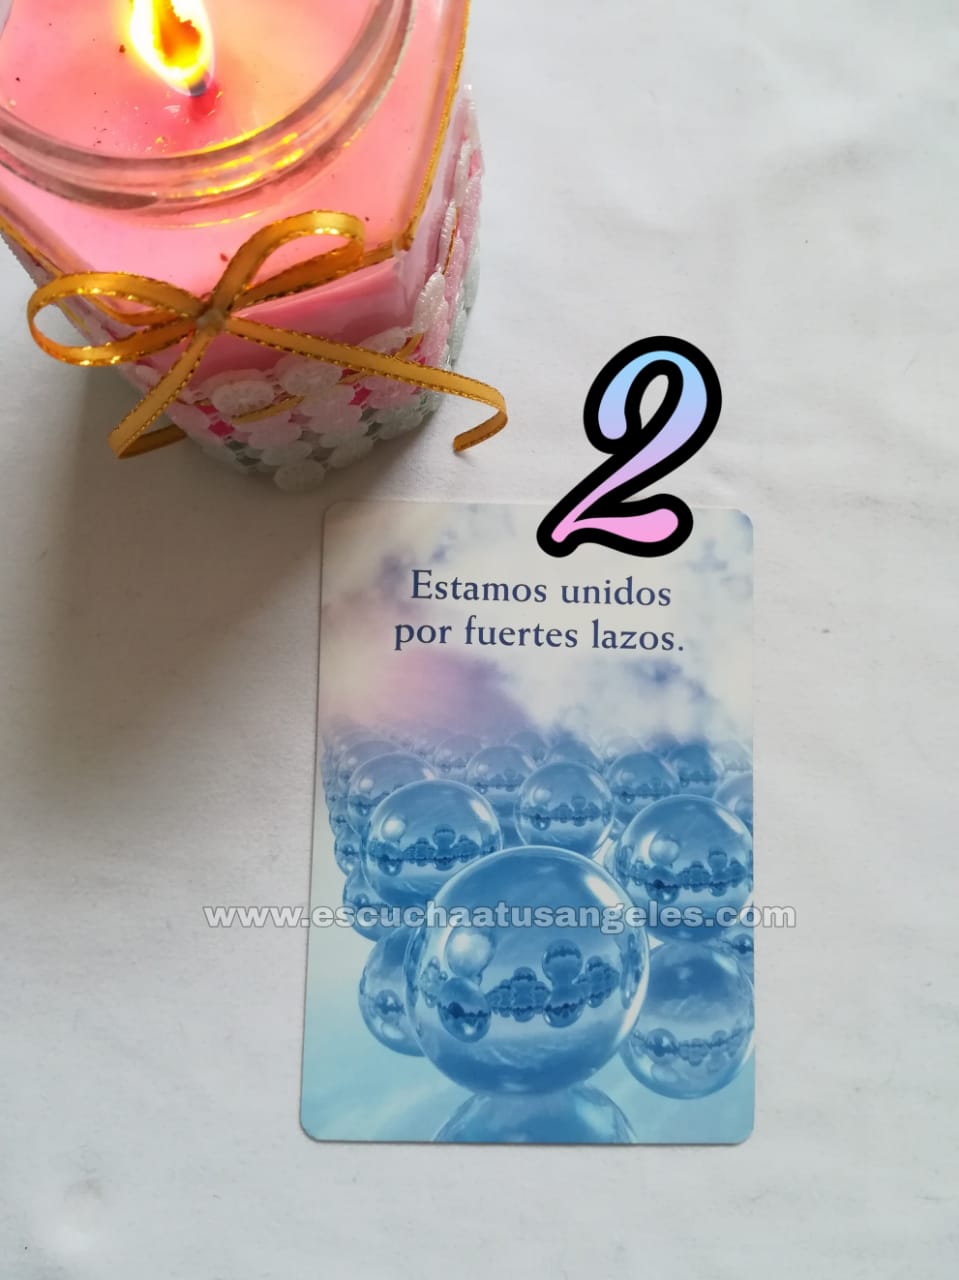 2
Estamos unidos
por fuertes lazos.
www.escuchaatusangeles.com